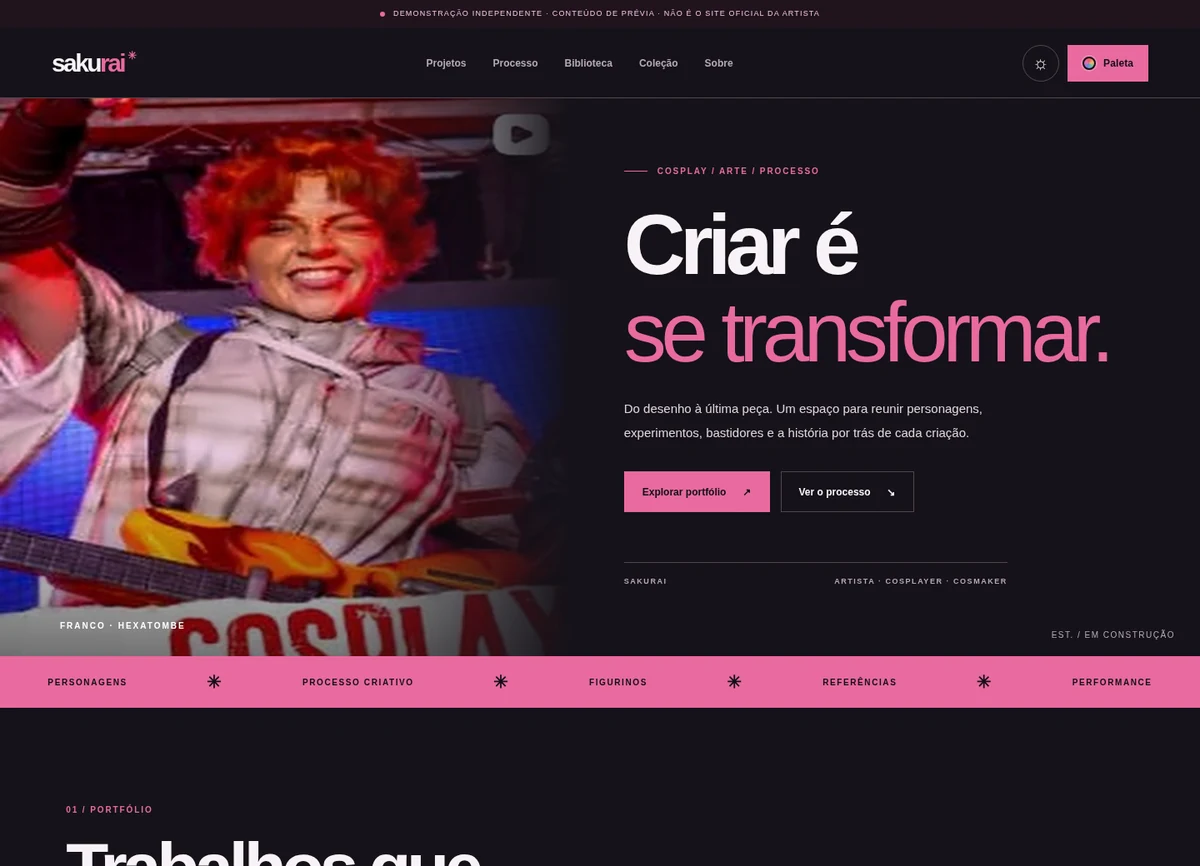 DEMONSTRAÇÃO INDEPENDENTE · CONTEÚDO DE PRÉVIA · NÃO É O SITE OFICIAL DA ARTISTA
sakurai
Projetos Processo Biblioteca Coleção Sobre
Paleta
COSPLAY / ARTE / PROCESSO
Criar é
se transformar.
Do desenho à última peça. Um espaço para reunir personagens,
experimentos, bastidores e a história por trás de cada criação.
Explorar portfólio ↗ Ver o processo ↘
SAKURAI ARTISTA · COSPLAYER · COSMAKER
COSPLAY
FRANCO · HEXATOMBE
EST. / EM CONSTRUÇÃO
PERSONAGENS ✳ PROCESSO CRIATIVO ✳ FIGURINOS ✳ REFERÊNCIAS ✳ PERFORMANCE
01 / PORTFÓLIO
Trabalhos que